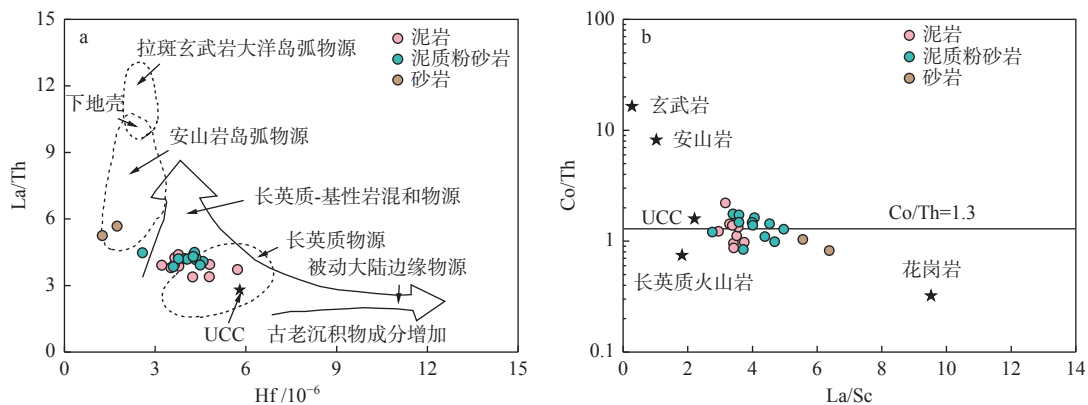 a
泥岩
泥质粉砂岩
砂岩
拉斑玄武岩大洋岛弧物源
下地壳
安山岩岛弧物源
长英质-基性岩混和物源
长英质物源
被动大陆边缘物源
UCC
古老沉积物成分增加
15
12
9
6
3
0
La/Th
0
3
6
9
12
15
Hf /10⁻⁶
b
泥岩
泥质粉砂岩
砂岩
玄武岩
安山岩
UCC
Co/Th=1.3
长英质火山岩
花岗岩
100
10
1
0.1
Co/Th
0
2
4
6
8
10
12
14
La/Sc